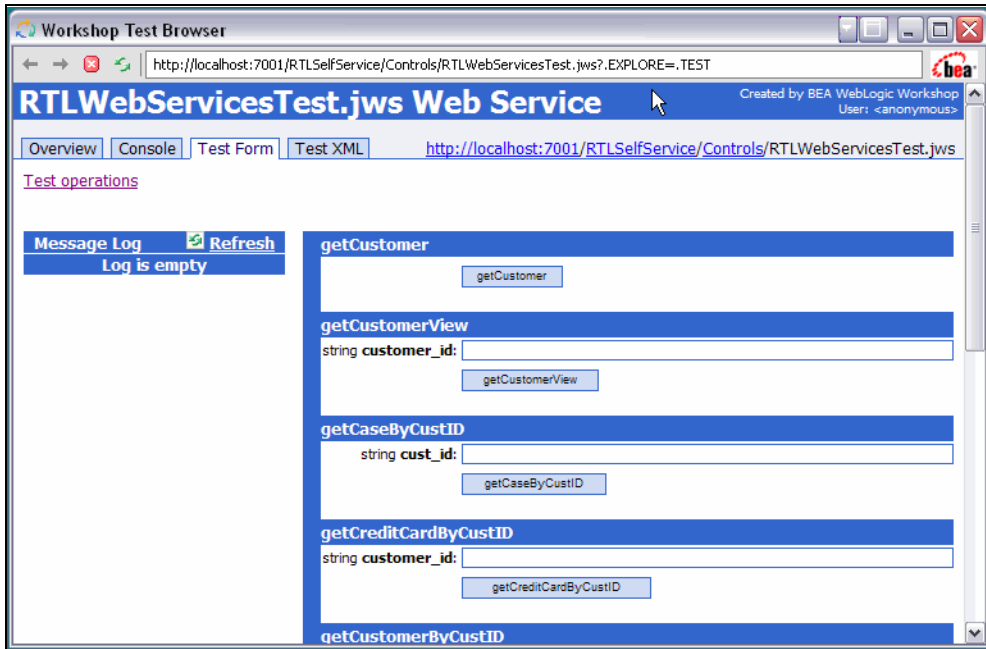 Workshop Test Browser
http://localhost:7001/RTLSelfService/Controls/RTLWebServicesTest.jws?.EXPLORE=.TEST
bea
RTLWebServicesTest.jws Web Service
Created by BEA WebLogic Workshop
User: <anonymous>
Overview Console Test Form Test XML http://localhost:7001/RTLSelfService/Controls/RTLWebServicesTest.jws
Test operations
Message Log Refresh
Log is empty
getCustomer
getCustomer
getCustomerView
string customer_id:
getCustomerView
getCaseByCustID
string cust_id:
getCaseByCustID
getCreditCardByCustID
string customer_id:
getCreditCardByCustID
getCustomerByCustID